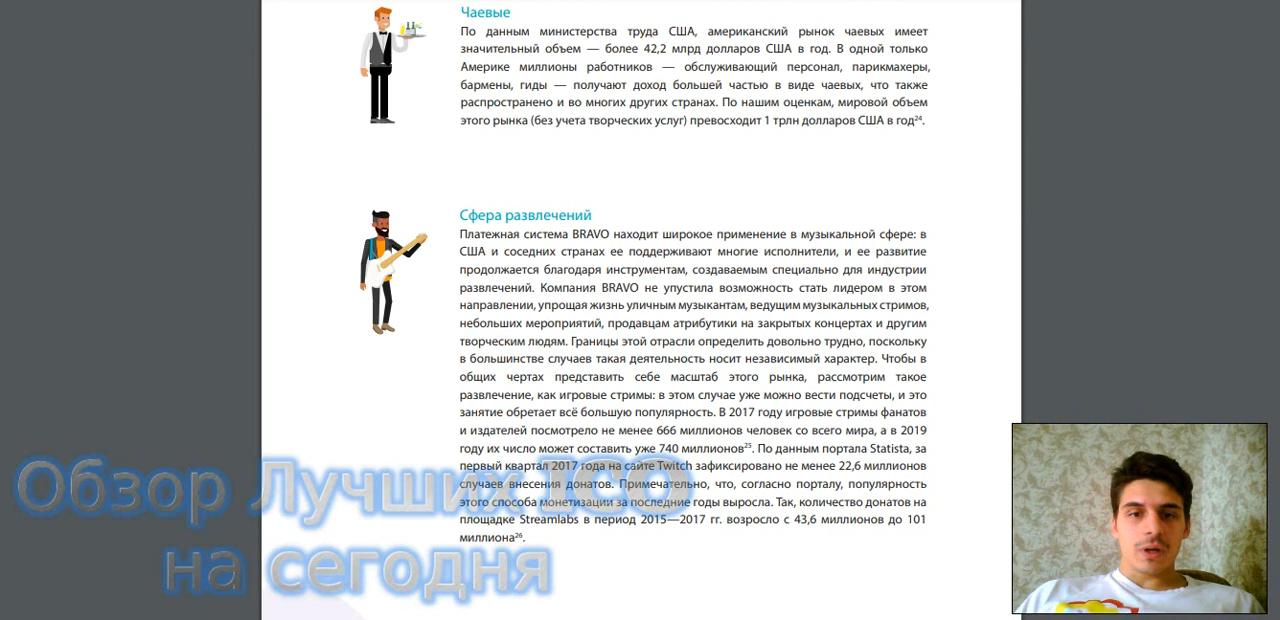 Чаевые
По данным министерства труда США, американский рынок чаевых имеет
значительный объем — более 42,2 млрд долларов США в год. В одной только
Америке миллионы работников — обслуживающий персонал, парикмахеры,
бармены, гиды — получают доход большей частью в виде чаевых, что также
распространено и во многих других странах. По нашим оценкам, мировой объем
этого рынка (без учета творческих услуг) превосходит 1 трлн долларов США в год²⁴.
Сфера развлечений
Платежная система BRAVO находит широкое применение в музыкальной сфере: в
США и соседних странах ее поддерживают многие исполнители, и ее развитие
продолжается благодаря инструментам, создаваемым специально для индустрии
развлечений. Компания BRAVO не упустила возможность стать лидером в этом
направлении, упрощая жизнь уличным музыкантам, ведущим музыкальных стримов,
небольших мероприятий, продавцам атрибутики на закрытых концертах и другим
творческим людям. Границы этой отрасли определить довольно трудно, поскольку
в большинстве случаев такая деятельность носит независимый характер. Чтобы в
общих чертах представить себе масштаб этого рынка, рассмотрим такое
развлечение, как игровые стримы: в этом случае уже можно вести подсчеты, и это
занятие обретает всё большую популярность. В 2017 году игровые стримы фанатов
и издателей посмотрело не менее 666 миллионов человек со всего мира, а в 2019
году их число может составить уже 740 миллионов²⁵. По данным портала Statista, за
первый квартал 2017 года на сайте Twitch зафиксировано не менее 22,6 миллионов
случаев внесения донатов. Примечательно, что, согласно порталу, популярность
этого способа монетизации за последние годы выросла. Так, количество донатов на
площадке Streamlabs в период 2015—2017 гг. возросло с 43,6 миллионов до 101
миллиона²⁶.
Обзор Лучших ICO
на сегодня